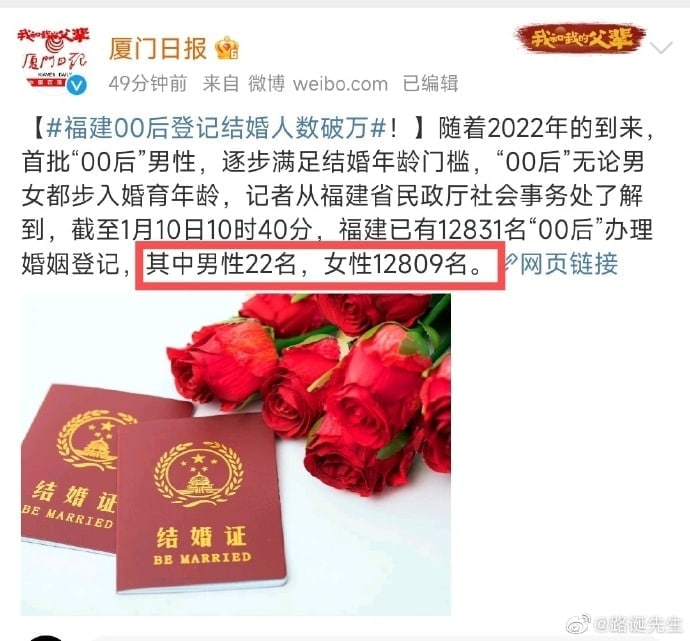 我和我的父辈
厦门日报
XIAMEN DAILY
厦门日报
我和我的父辈
49分钟前 来自 微博 weibo.com 已编辑
【#福建00后登记结婚人数破万#！】随着2022年的到来，
首批“00后”男性，逐步满足结婚年龄门槛，“00后”无论男
女都步入婚育年龄，记者从福建省民政厅社会事务处了解
到，截至1月10日10时40分，福建已有12831名“00后”办理
婚姻登记，其中男性22名，女性12809名。网页链接
结婚证
BE MARRIED
结婚证
BE MARRIED
@路涎先生